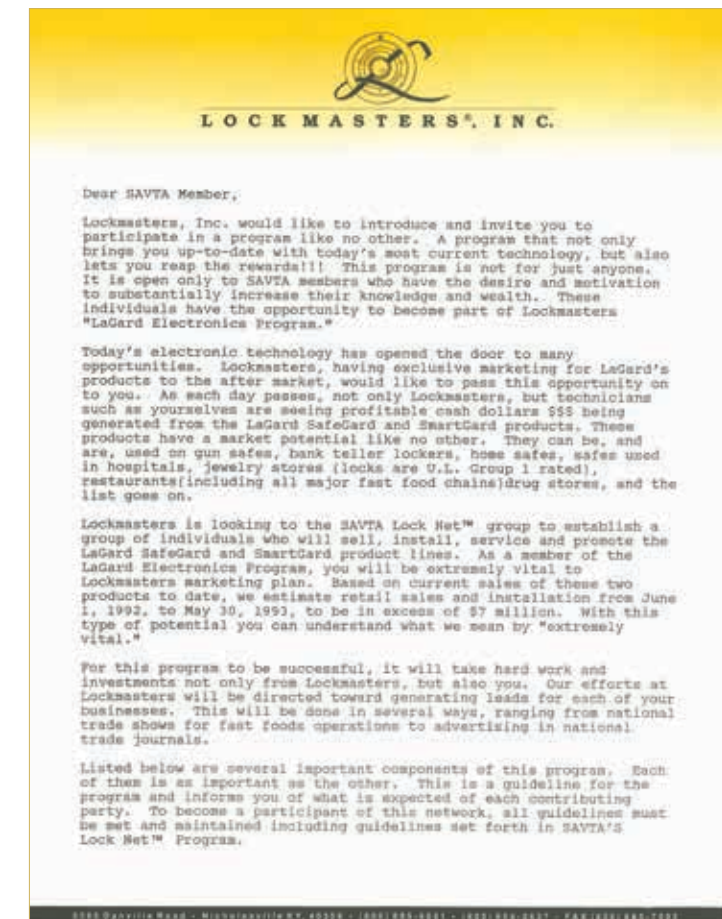 LOCKMASTERS®, INC.
Dear SAVTA Member,
Lockmasters, Inc. would like to introduce and invite you to
participate in a program like no other. A program that not only
brings you up-to-date with today's most current technology, but also
lets you reap the rewards!!! This program is not for just anyone.
It is open only to SAVTA members who have the desire and motivation
to substantially increase their knowledge and wealth. These
individuals have the opportunity to become part of Lockmasters
"LaGard Electronics Program."
Today's electronic technology has opened the door to many
opportunities. Lockmasters, having exclusive marketing for LaGard's
products to the after market, would like to pass this opportunity on
to you. As each day passes, not only Lockmasters, but technicians
such as yourselves are seeing profitable cash dollars $$$ being
generated from the LaGard SafeGard and SmartGard products. These
products have a market potential like no other. They can be, and
are, used on gun safes, bank teller lockers, home safes, safes used
in hospitals, jewelry stores (locks are U.L. Group 1 rated),
restaurants(including all major fast food chains)drug stores, and the
list goes on.
Lockmasters is looking to the SAVTA Lock Net™ group to establish a
group of individuals who will sell, install, service and promote the
LaGard SafeGard and SmartGard product lines. As a member of the
LaGard Electronics Program, you will be extremely vital to
Lockmasters marketing plan. Based on current sales of these two
products to date, we estimate retail sales and installation from June
1, 1992, to May 30, 1993, to be in excess of $7 million. With this
type of potential you can understand what we mean by "extremely
vital."
For this program to be successful, it will take hard work and
investments not only from Lockmasters, but also you. Our efforts at
Lockmasters will be directed toward generating leads for each of your
businesses. This will be done in several ways, ranging from national
trade shows for fast foods operations to advertising in national
trade journals.
Listed below are several important components of this program. Each
of them is as important as the other. This is a guideline for the
program and informs you of what is expected of each contributing
party. To become a participant of this network, all guidelines must
be met and maintained including guidelines set forth in SAVTA'S
Lock Net™ Program.
Danville Road • Nicholasville KY